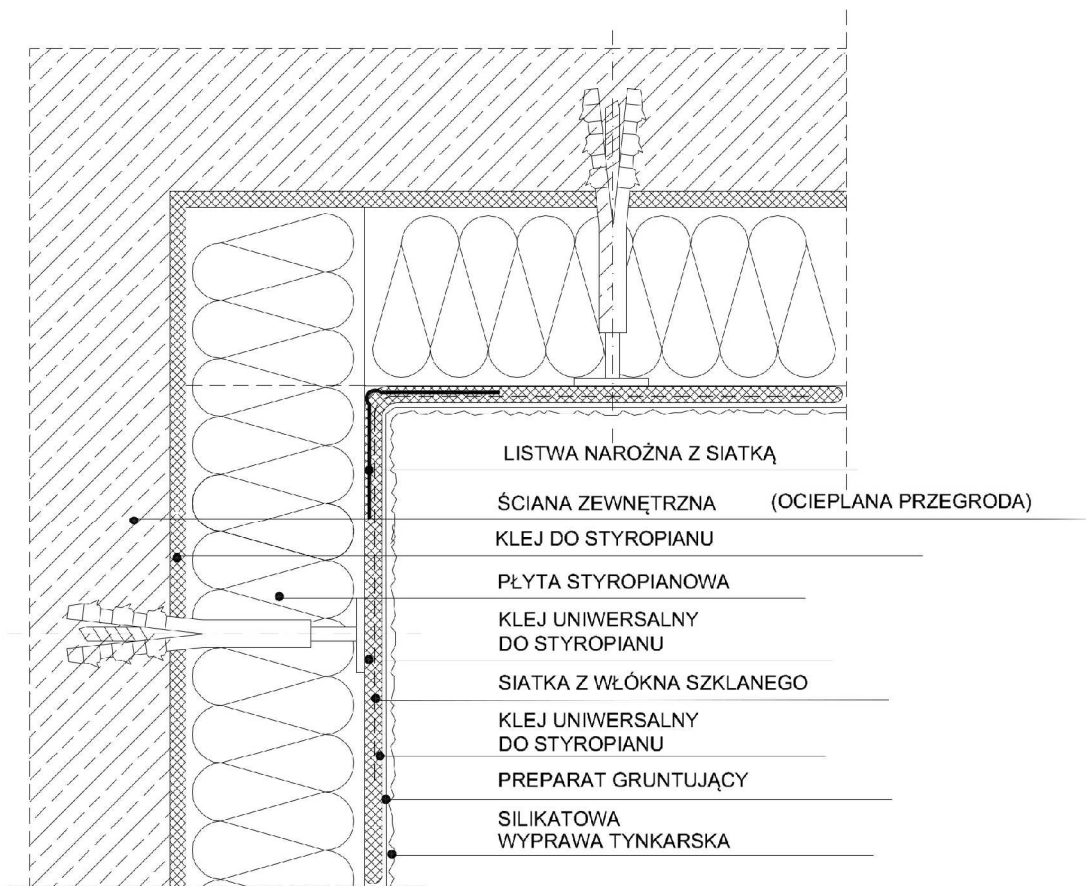 LISTWA NAROŻNA Z SIATKĄ
ŚCIANA ZEWNĘTRZNA (OCIEPLANA PRZEGRODA)
KLEJ DO STYROPIANU
PŁYTA STYROPIANOWA
KLEJ UNIWERSALNY
DO STYROPIANU
SIATKA Z WŁÓKNA SZKLANEGO
KLEJ UNIWERSALNY
DO STYROPIANU
PREPARAT GRUNTUJĄCY
SILIKATOWA
WYPRAWA TYNKARSKA